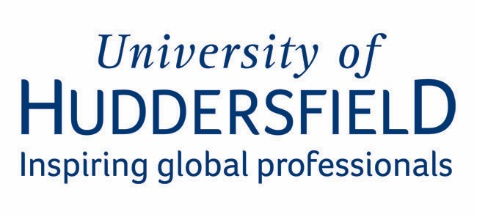 University of
HUDDERSFIELD
Inspiring global professionals